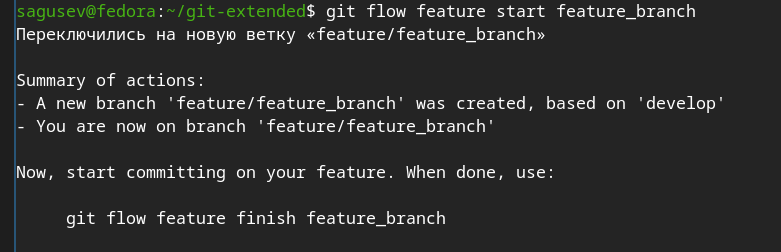 sagusev@fedora:~/git-extended$ git flow feature start feature_branch
Переключились на новую ветку «feature/feature_branch»
Summary of actions:
- A new branch 'feature/feature_branch' was created, based on 'develop'
- You are now on branch 'feature/feature_branch'
Now, start committing on your feature. When done, use:
git flow feature finish feature_branch